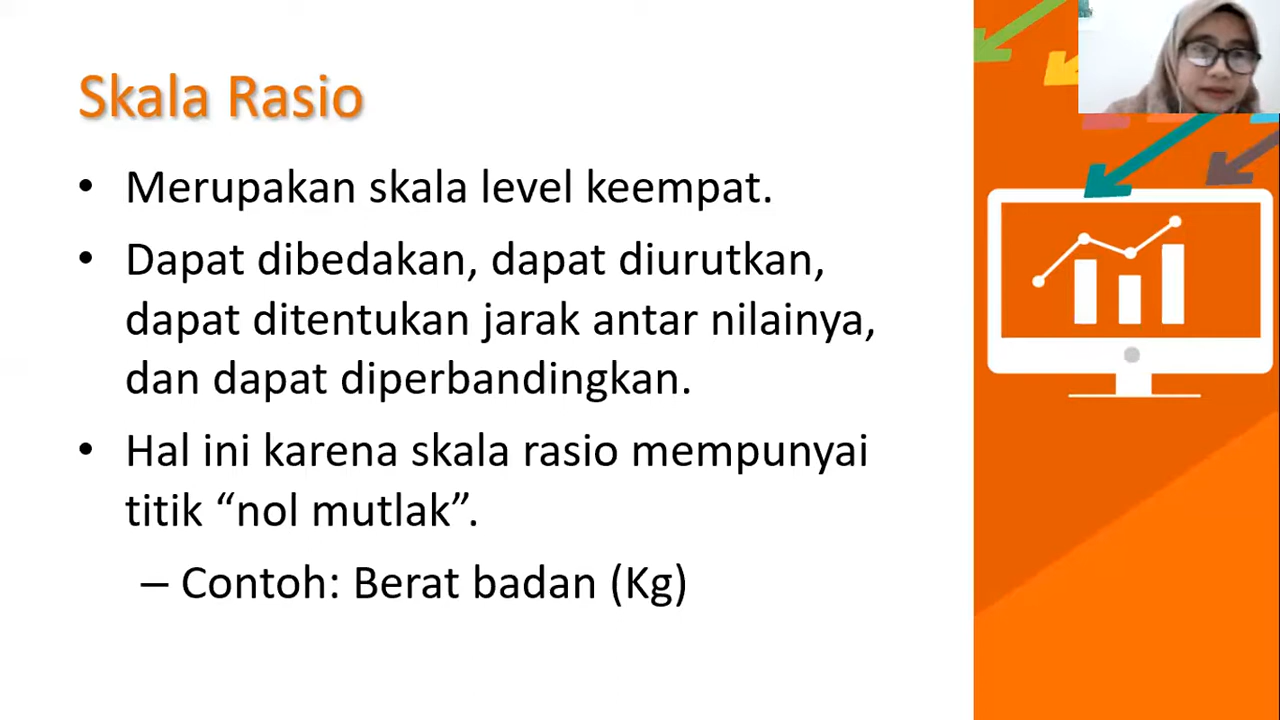 Skala Rasio
• Merupakan skala level keempat.
• Dapat dibedakan, dapat diurutkan,
dapat ditentukan jarak antar nilainya,
dan dapat diperbandingkan.
• Hal ini karena skala rasio mempunyai
titik “nol mutlak”.
– Contoh: Berat badan (Kg)